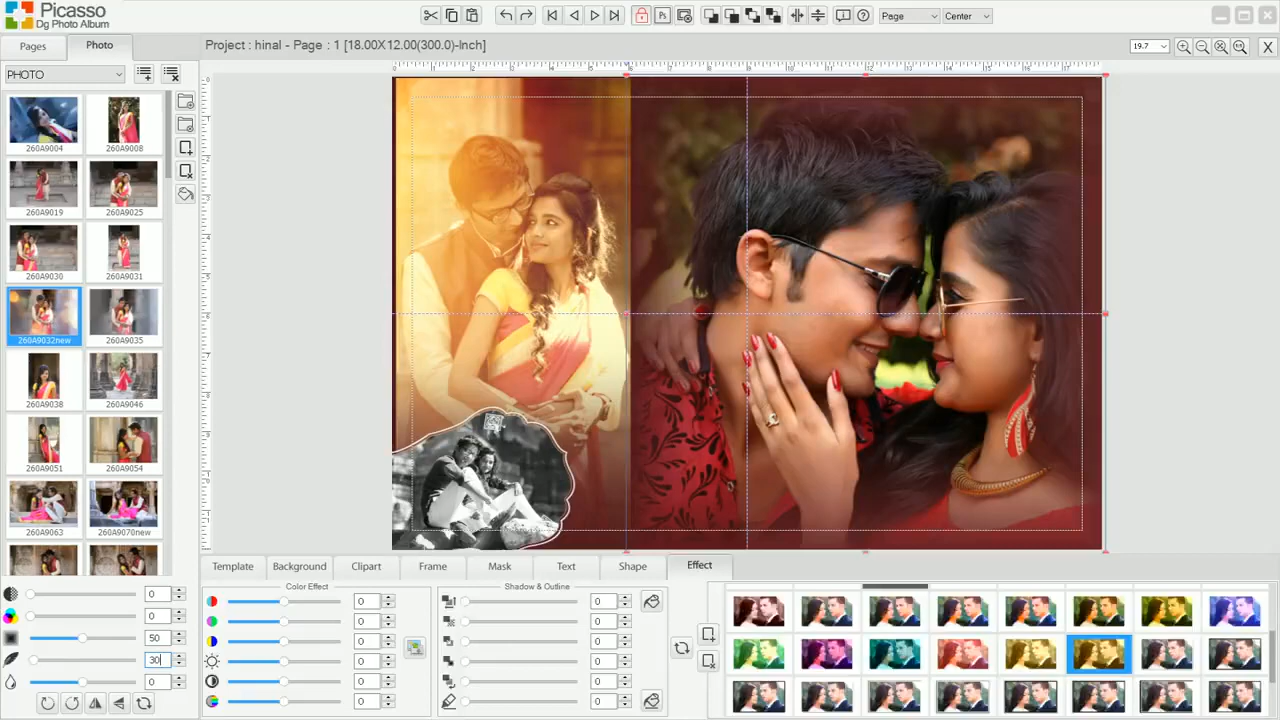 Picasso
Dg Photo Album
Page
Center
Pages
Photo
Project : hinal - Page : 1 [18.00X12.00(300.0)-Inch]
19.7
PHOTO
260A9004
260A9008
260A9019
260A9025
260A9030
260A9031
260A9032new
260A9035
260A9038
260A9046
260A9051
260A9054
260A9063
260A9070new
Template
Background
Clipart
Frame
Mask
Text
Shape
Effect
Color Effect
Shadow & Outline
0
0
50
30
0
0
0
0
0
0
0
0
0
0
0
0
0
Ps